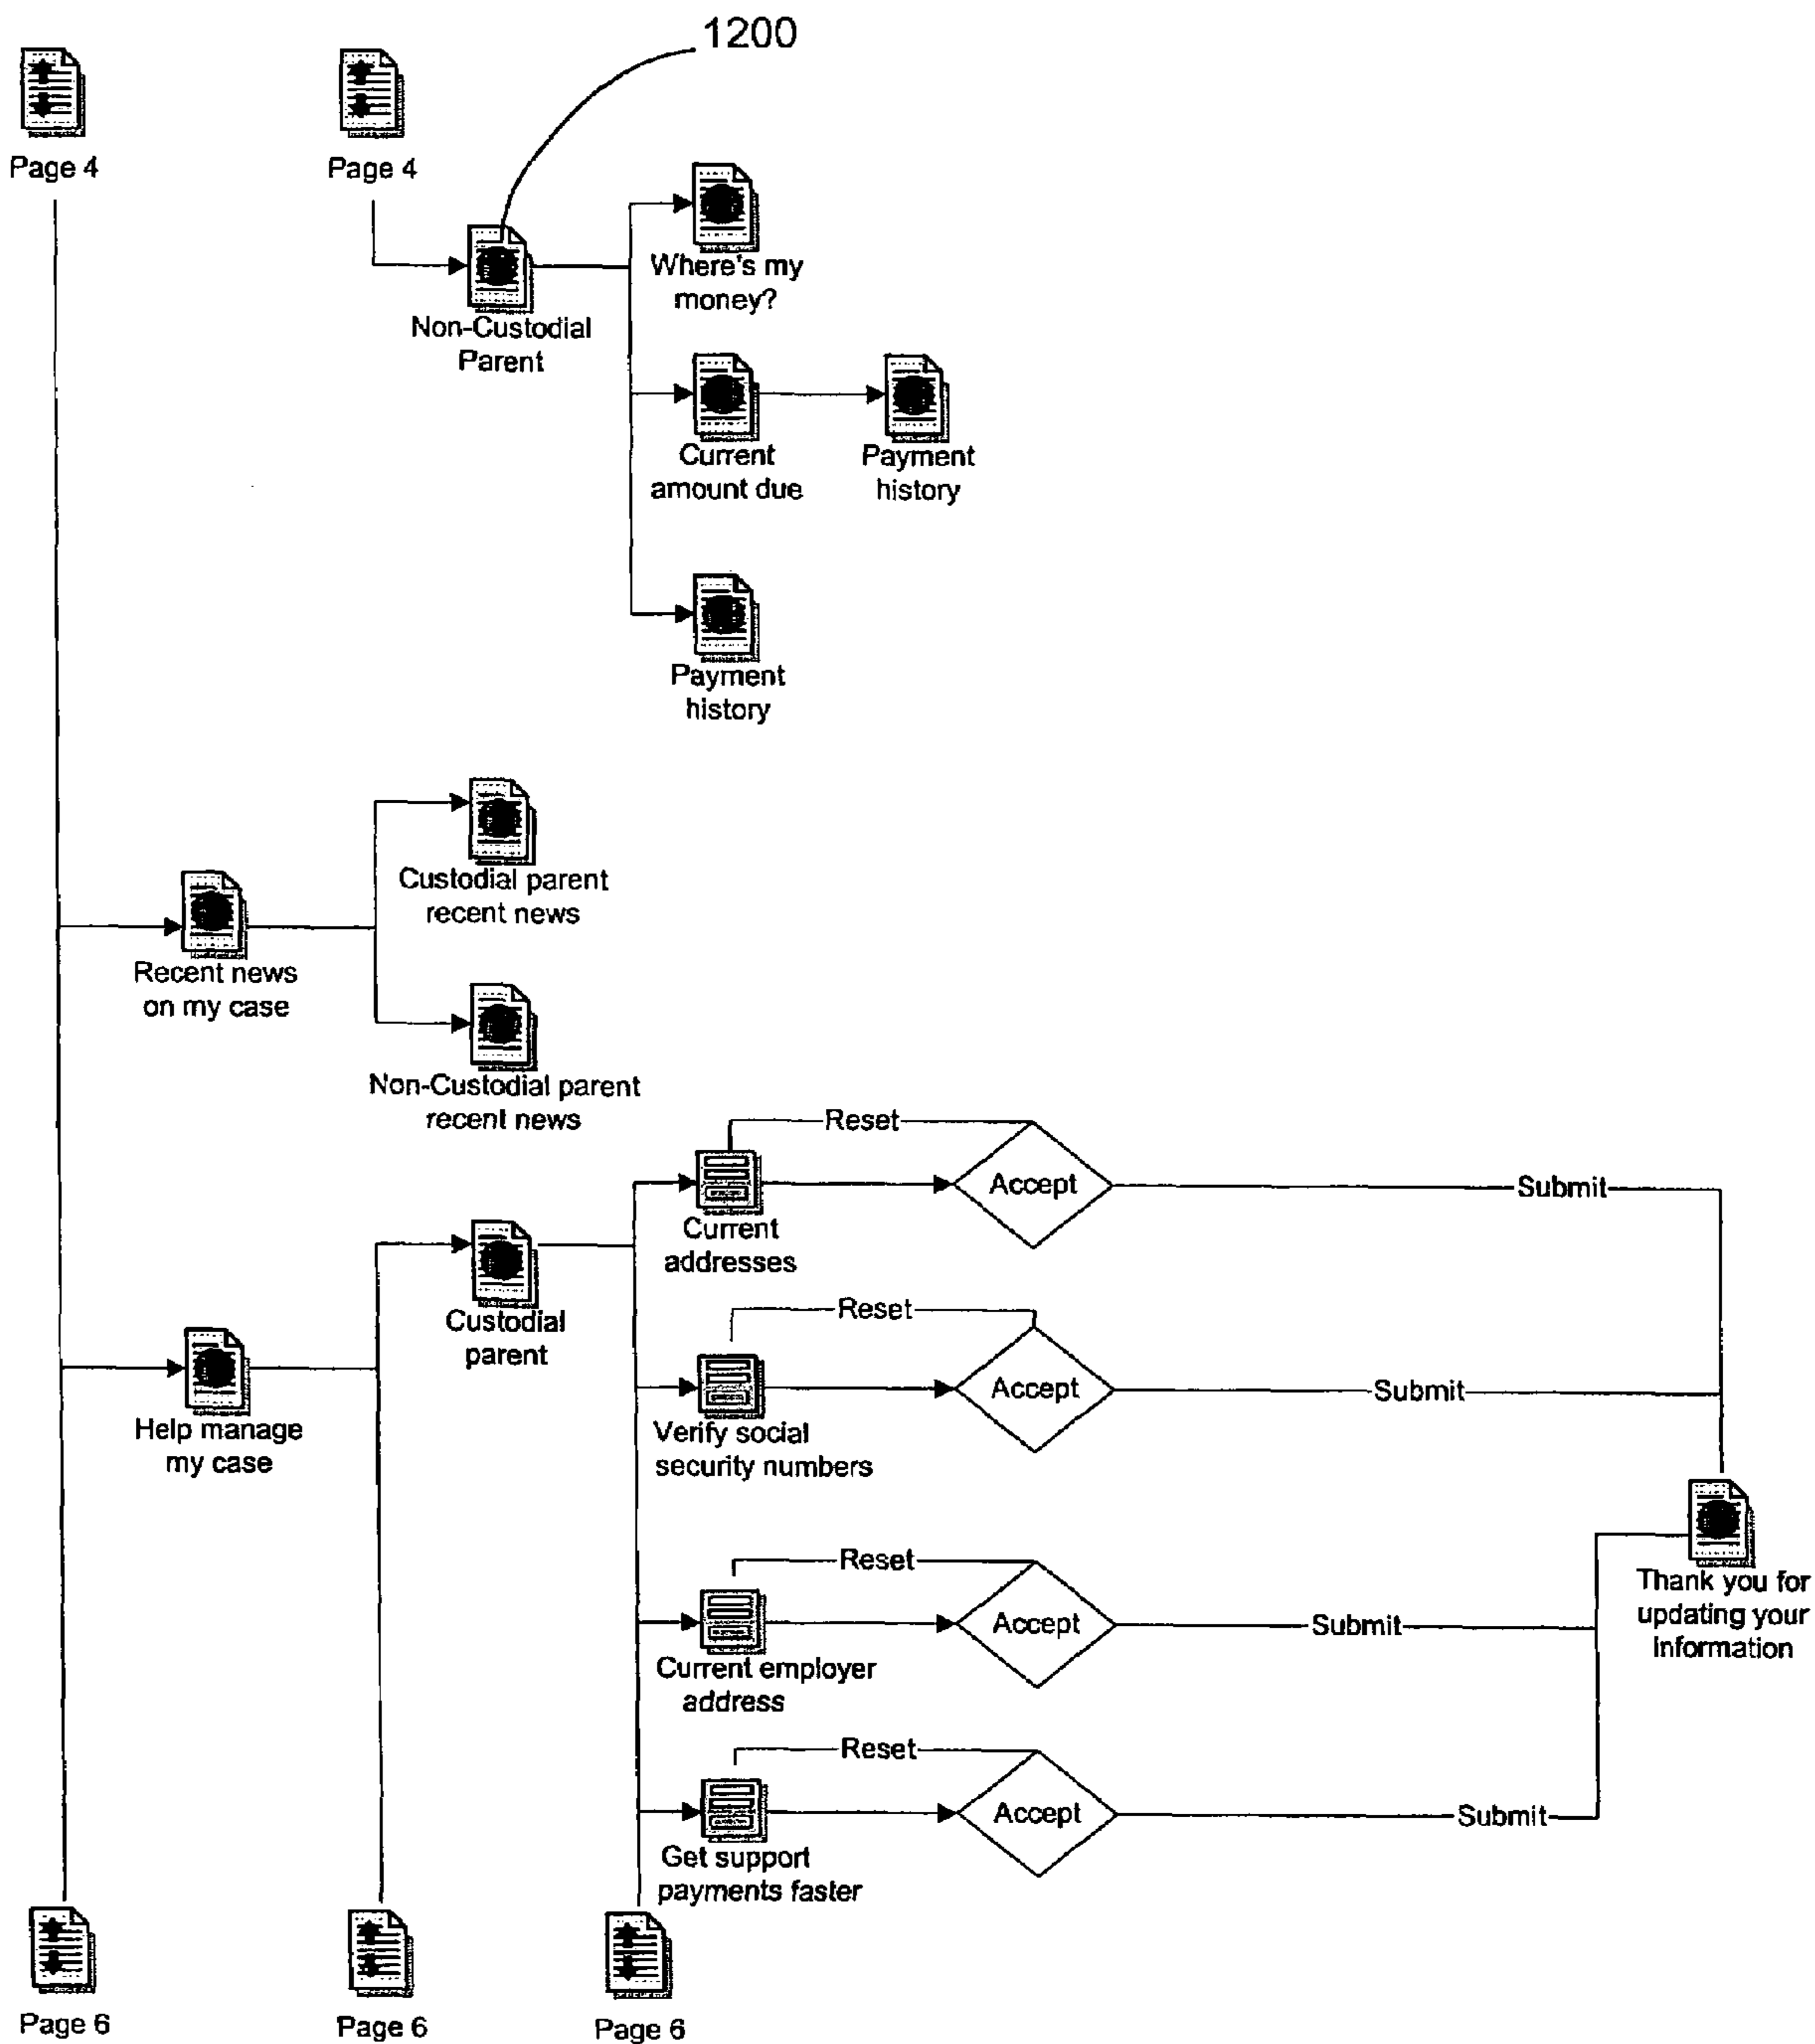 1200
Page 4
Page 4
Where's my
money?
Non-Custodial
Parent
Current
amount due
Payment
history
Payment
history
Custodial parent
recent news
Recent news
on my case
Non-Custodial parent
recent news
Reset
Accept
Submit
Current
addresses
Reset
Custodial
parent
Accept
Submit
Help manage
my case
Verify social
security numbers
Reset
Thank you for
updating your
information
Accept
Submit
Current employer
address
Reset
Accept
Submit
Get support
payments faster
Page 6
Page 6
Page 6